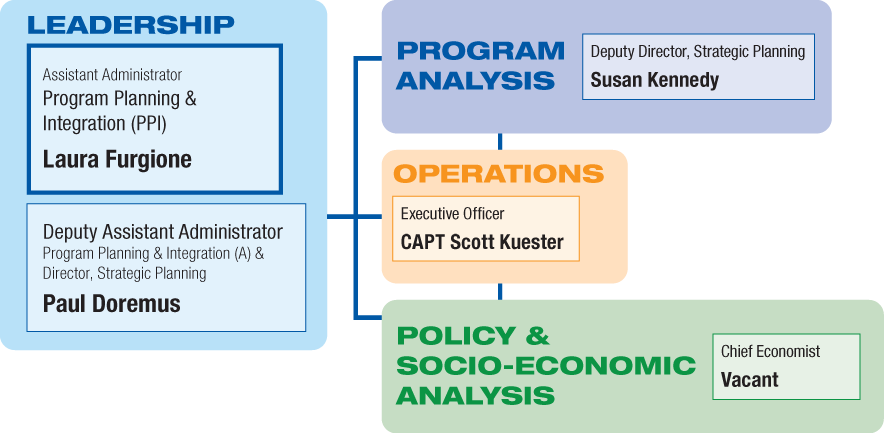 LEADERSHIP
Assistant Administrator
Program Planning &
Integration (PPI)
Laura Furgione
Deputy Assistant Administrator
Program Planning & Integration (A) &
Director, Strategic Planning
Paul Doremus
PROGRAM
ANALYSIS
Deputy Director, Strategic Planning
Susan Kennedy
OPERATIONS
Executive Officer
CAPT Scott Kuester
POLICY &
SOCIO-ECONOMIC
ANALYSIS
Chief Economist
Vacant